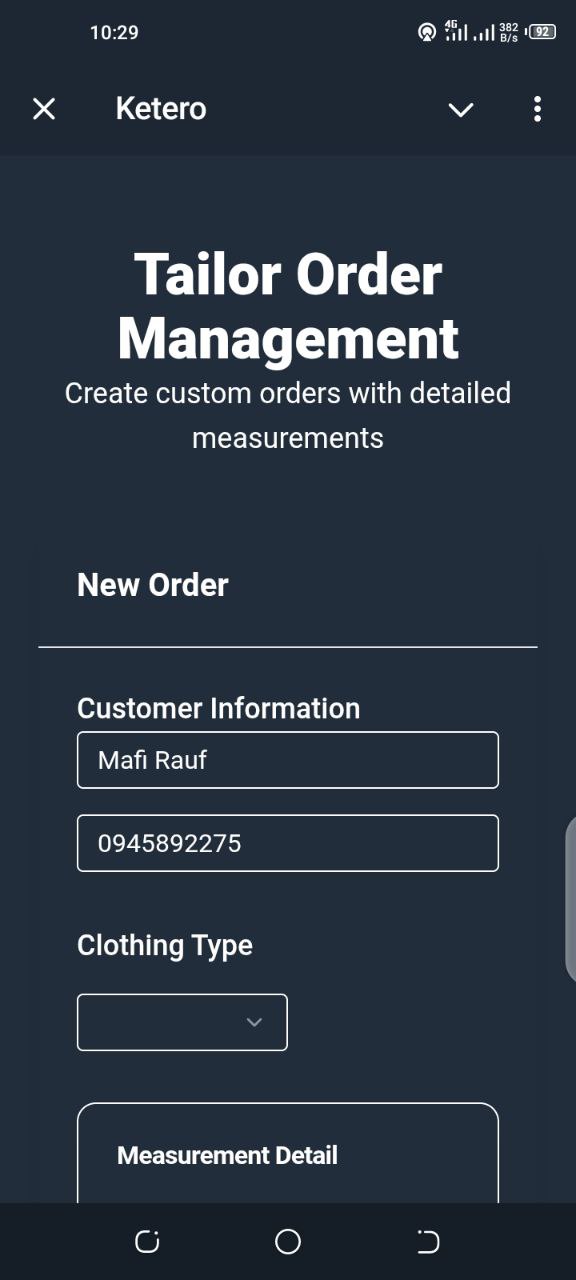 10:29
4G
382
B/s
92
Ketero
Tailor Order
Management
Create custom orders with detailed
measurements
New Order
Customer Information
Mafi Rauf
0945892275
Clothing Type
Measurement Detail